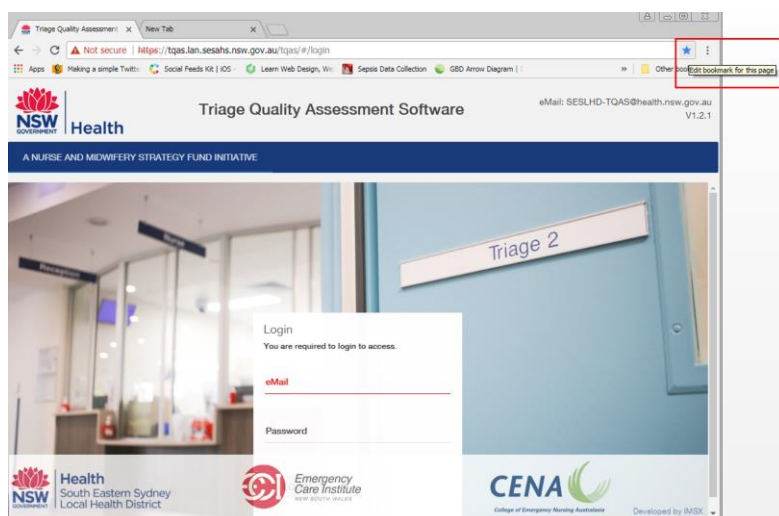 Triage Quality Assessment
New Tab
Not secure | https://tqas.lan.sesahs.nsw.gov.au/tqas/#/login
Apps
Making a simple Twitte
Social Feeds Kit | iOS -
Learn Web Design, We
Sepsis Data Collection
GBD Arrow Diagram |
»
Other boo
Edit bookmark for this page
NSW
GOVERNMENT
Health
Triage Quality Assessment Software
eMail: SESLHD-TQAS@health.nsw.gov.au
V1.2.1
A NURSE AND MIDWIFERY STRATEGY FUND INITIATIVE
Reception
Nurse
Triage 2
Login
You are required to login to access.
eMail
Password
NSW
GOVERNMENT
Health
South Eastern Sydney
Local Health District
Emergency
Care Institute
NEW SOUTH WALES
CENA
College of Emergency Nursing Australasia
Developed by IMSX